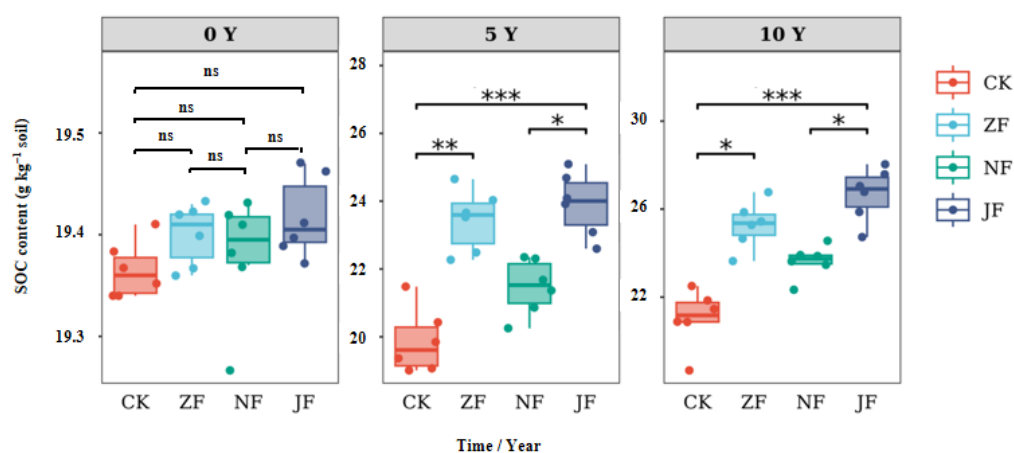 0 Y
5 Y
10 Y
SOC content (g kg⁻¹ soil)
19.5
19.4
19.3
ns
ns
ns
ns
ns
CK
ZF
NF
JF
28
26
24
22
20
***
*
**
CK
ZF
NF
JF
30
26
22
***
*
*
CK
ZF
NF
JF
CK
ZF
NF
JF
Time / Year